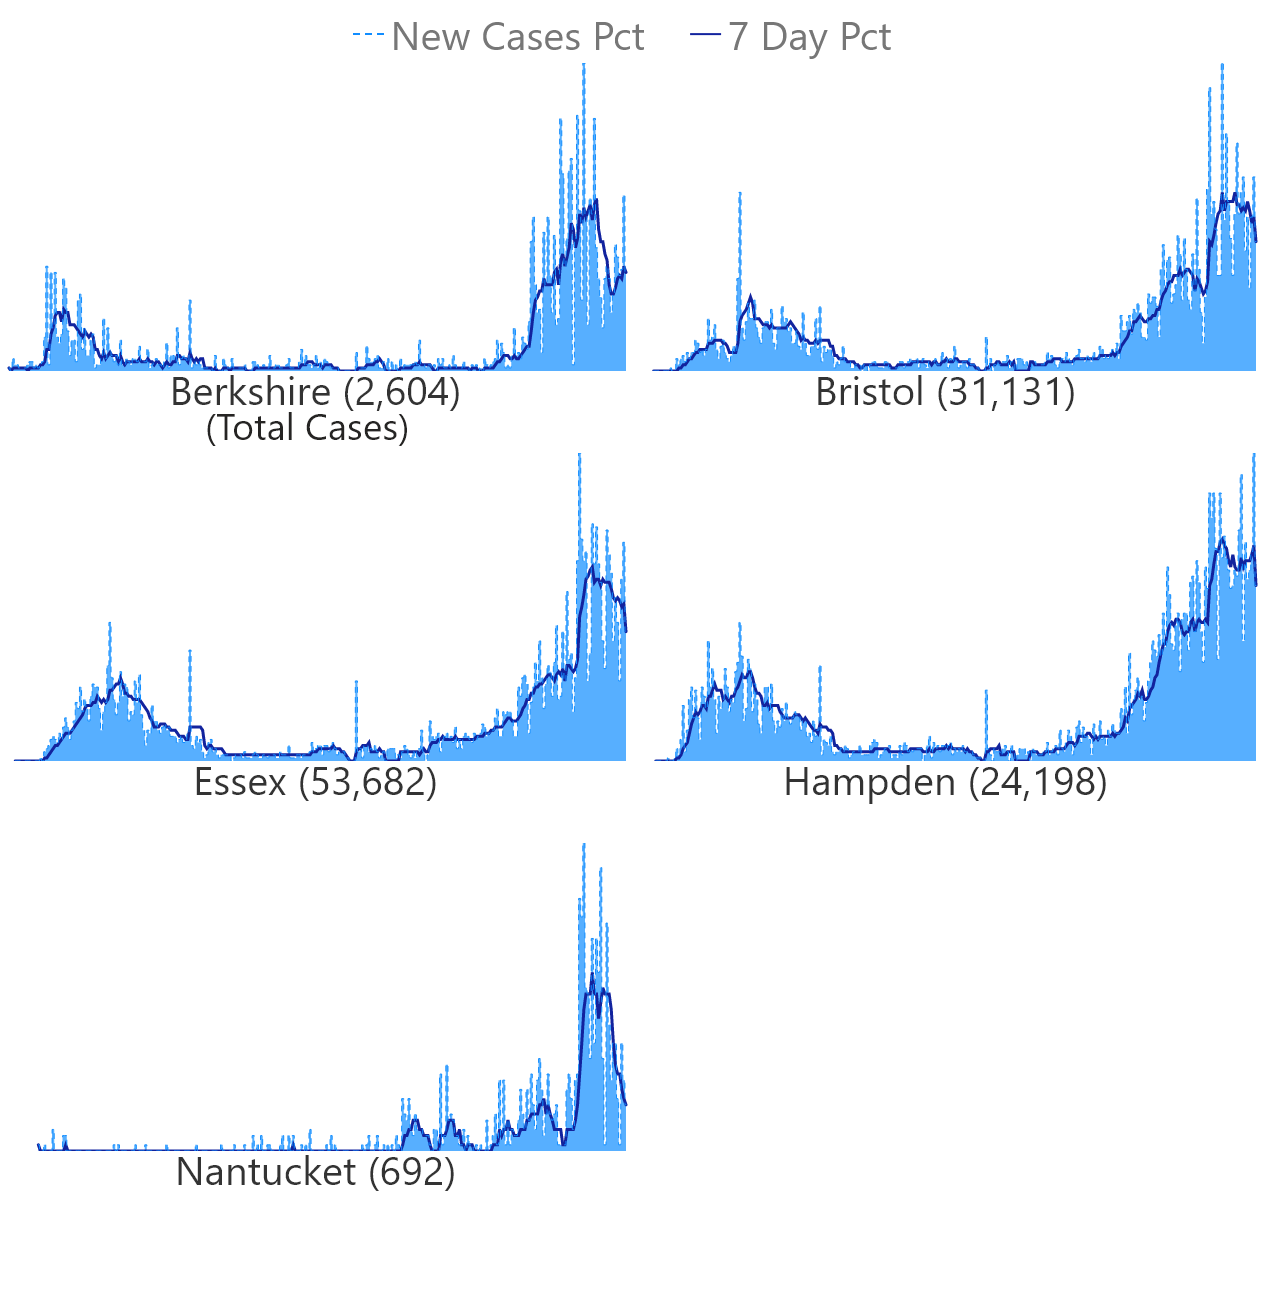 New Cases Pct 7 Day Pct
Berkshire (2,604) Bristol (31,131)
(Total Cases)
Essex (53,682) Hampden (24,198)
Nantucket (692)